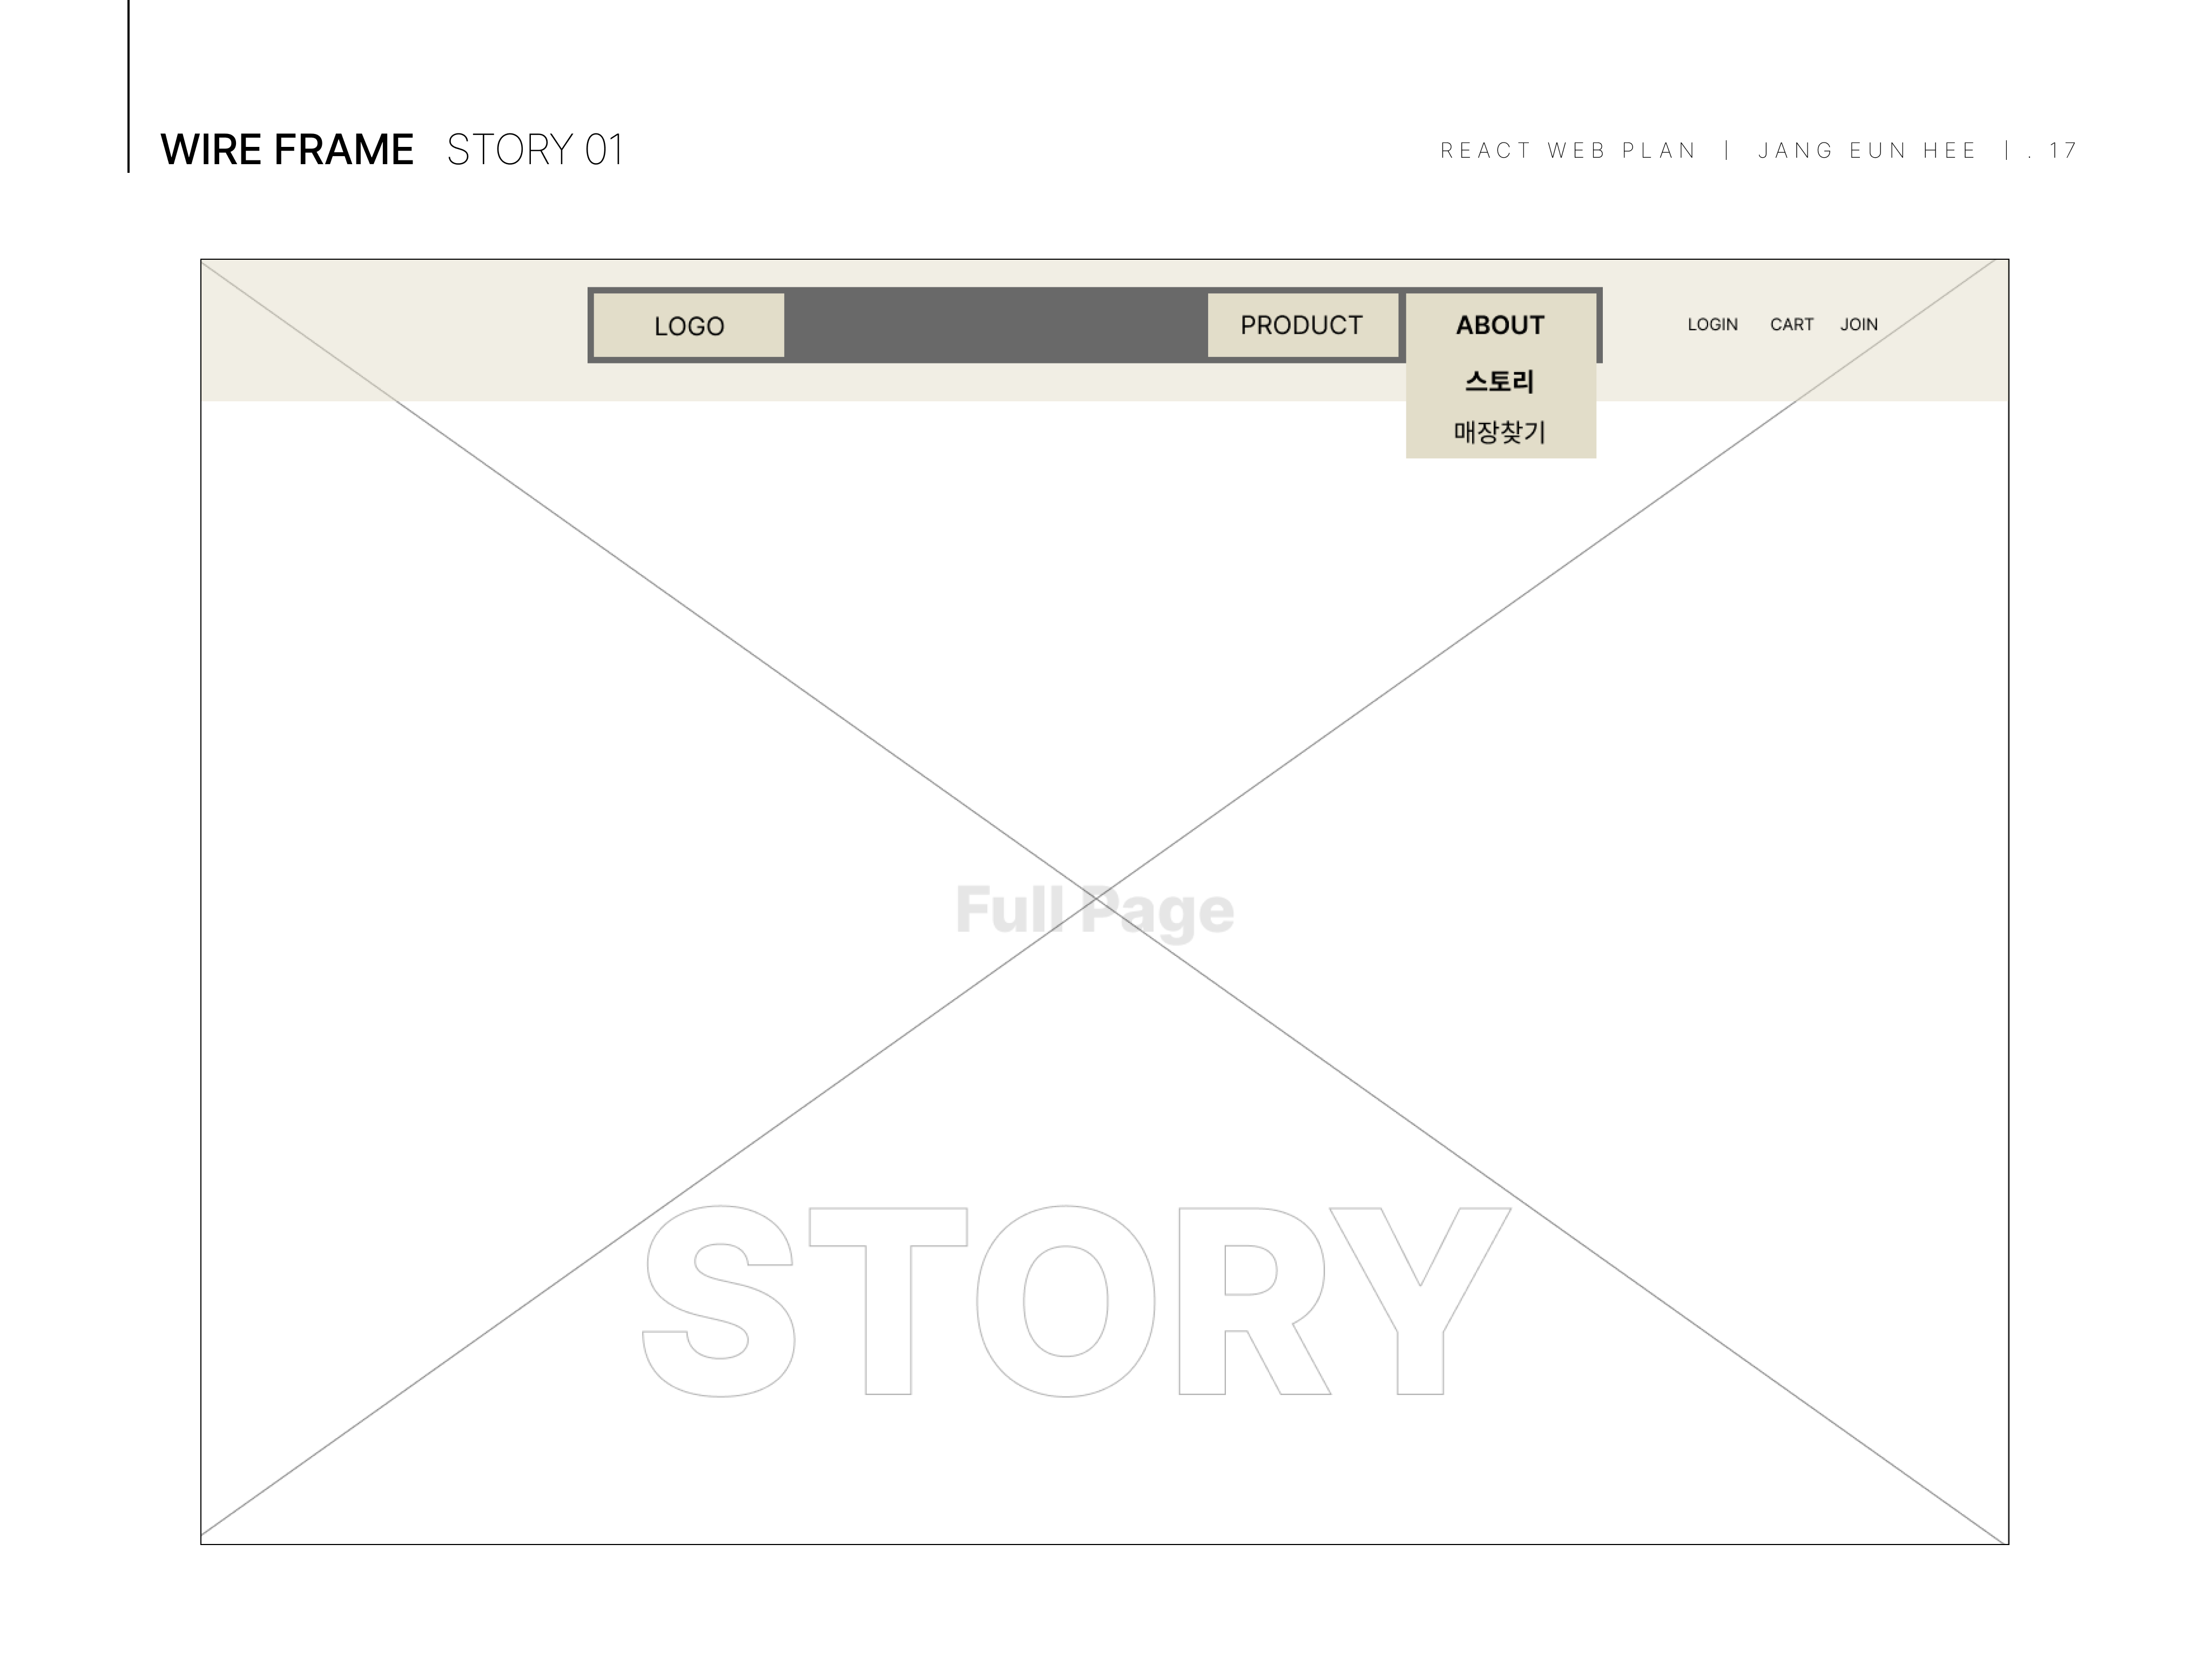 WIRE FRAME STORY 01
REACT WEB PLAN | JANG EUN HEE | . 17
LOGO PRODUCT ABOUT LOGIN CART JOIN
스토리
매장찾기
Full Page
STORY